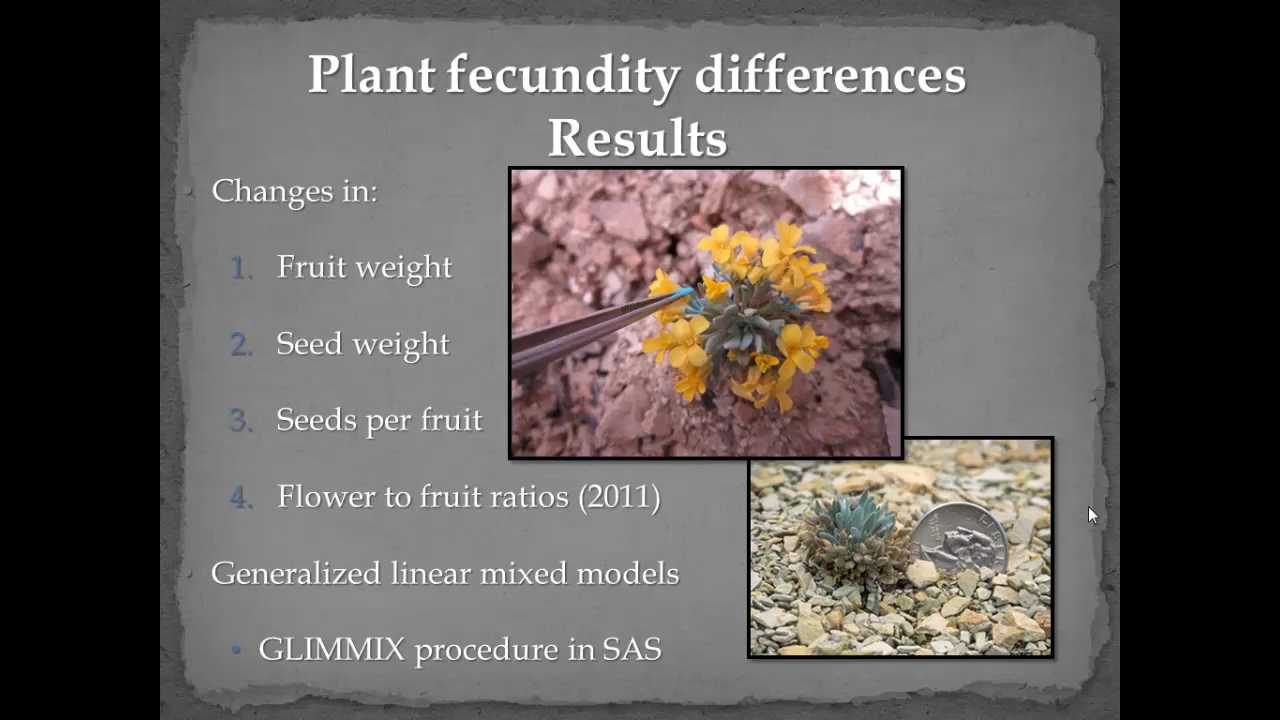 Plant fecundity differences
Results
Changes in:
1. Fruit weight
2. Seed weight
3. Seeds per fruit
4. Flower to fruit ratios (2011)
Generalized linear mixed models
• GLIMMIX procedure in SAS